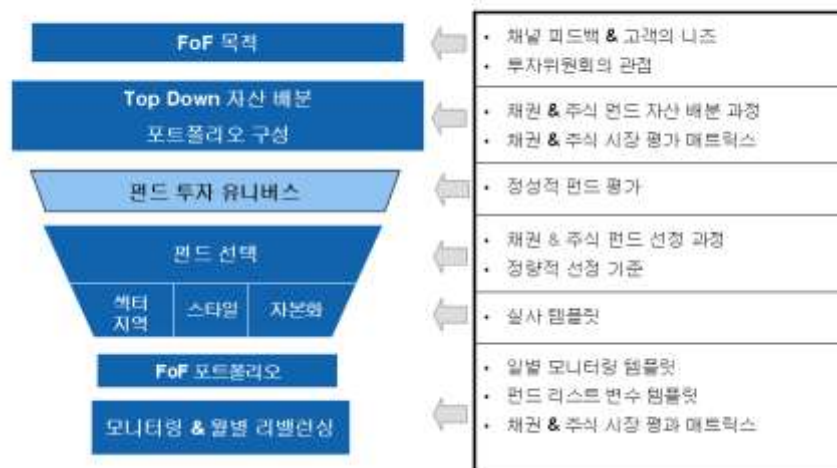 FoF 목적
채널 피드백 & 고객의 니즈
투자위원회의 관점
Top Down 자산 배분
포트폴리오 구성
채권 & 주식 펀드 자산 배분 과정
채권 & 주식 시장 평가 매트릭스
펀드 투자 유니버스
정성적 펀드 평가
펀드 선택
채권 & 주식 펀드 선정 과정
정량적 선정 기준
섹터
지역
스타일
자본화
실사 템플릿
FoF 포트폴리오
모니터링 & 월별 리밸런싱
일별 모니터링 템플릿
펀드 리스트 변수 템플릿
채권 & 주식 시장 평과 매트릭스